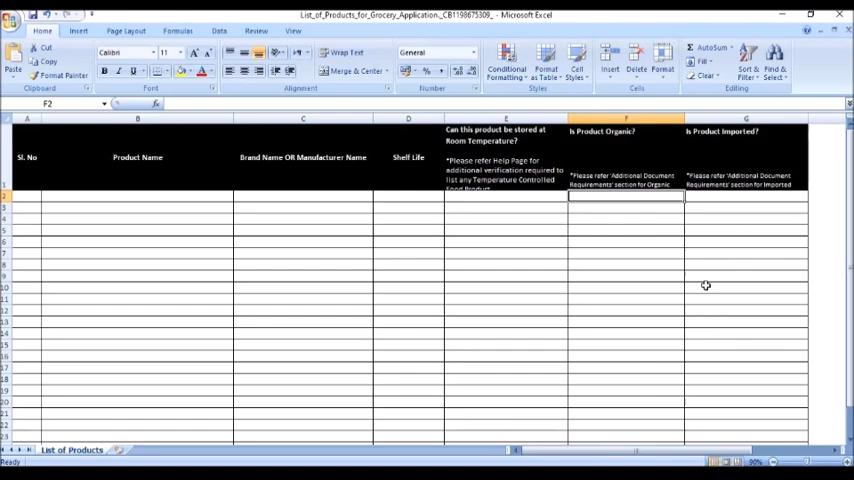 List_of_Products_for_Grocery_Application._CB1198675309_ - Microsoft Excel
Home Insert Page Layout Formulas Data Review View
Cut
Copy
Format Painter
Paste
Clipboard
Calibri 11
B I U
Font
Wrap Text
Merge & Center
Alignment
General
Number
Conditional Formatting
Format as Table
Cell Styles
Styles
Insert Delete Format
Cells
AutoSum
Fill
Clear
Sort & Filter
Find & Select
Editing
F2
fx
A B C D E F G
Sl. No
Product Name
Brand Name OR Manufacturer Name
Shelf Life
Can this product be stored at
Room Temperature?
*Please refer Help Page for
additional verification required to
list any Temperature Controlled
Food Product
Is Product Organic?
*Please refer 'Additional Document
Requirements' section for Organic
Is Product Imported?
*Please refer 'Additional Document
Requirements' section for Imported
1
2
3
4
5
6
7
8
9
10
11
12
13
14
15
16
17
18
19
20
21
22
23
List of Products
Ready
90%